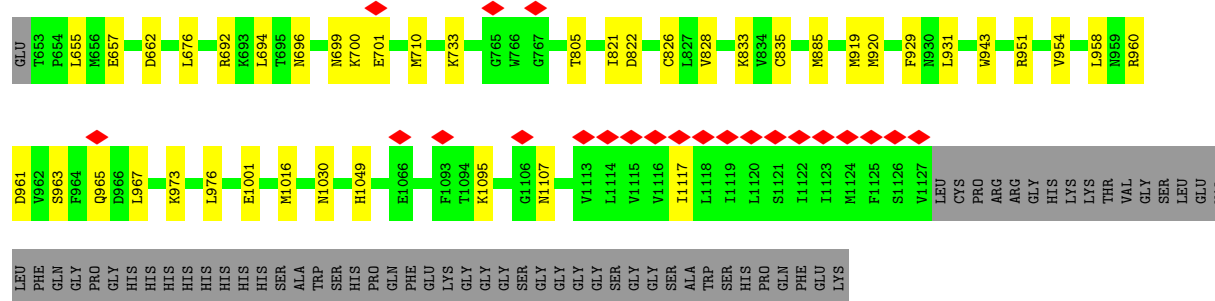 GLU T653 P654 L655 M656 E657 D662 L676 R692 K693 L694 T695 N696 N699 K700 E701 M710 K733 G765 W766 G767 T805 I821 D822 C826 L827 V828 K833 V834 C835 M885 M919 M920 F929 N930 L931 W943 R951 V954 L958 N959 R960
D961 V962 S963 F964 Q965 D966 L967 K973 L976 E1001 M1016 N1030 H1049 E1066 F1093 T1094 K1095 G1106 N1107 V1113 L1114 V1115 V1116 I1117 L1118 I1119 L1120 S1121 I1122 I1123 M1124 F1125 S1126 V1127 LEU CYS PRO ARG ARG GLY HIS LYS LYS THR VAL GLY SER LEU GLU
LEU PHE GLN GLY PRO GLY HIS HIS HIS HIS HIS HIS HIS HIS SER ALA TRP SER HIS PRO GLN PHE GLU LYS GLY GLY GLY SER GLY GLY GLY SER GLY GLY SER ALA TRP SER HIS PRO GLN PHE GLU LYS